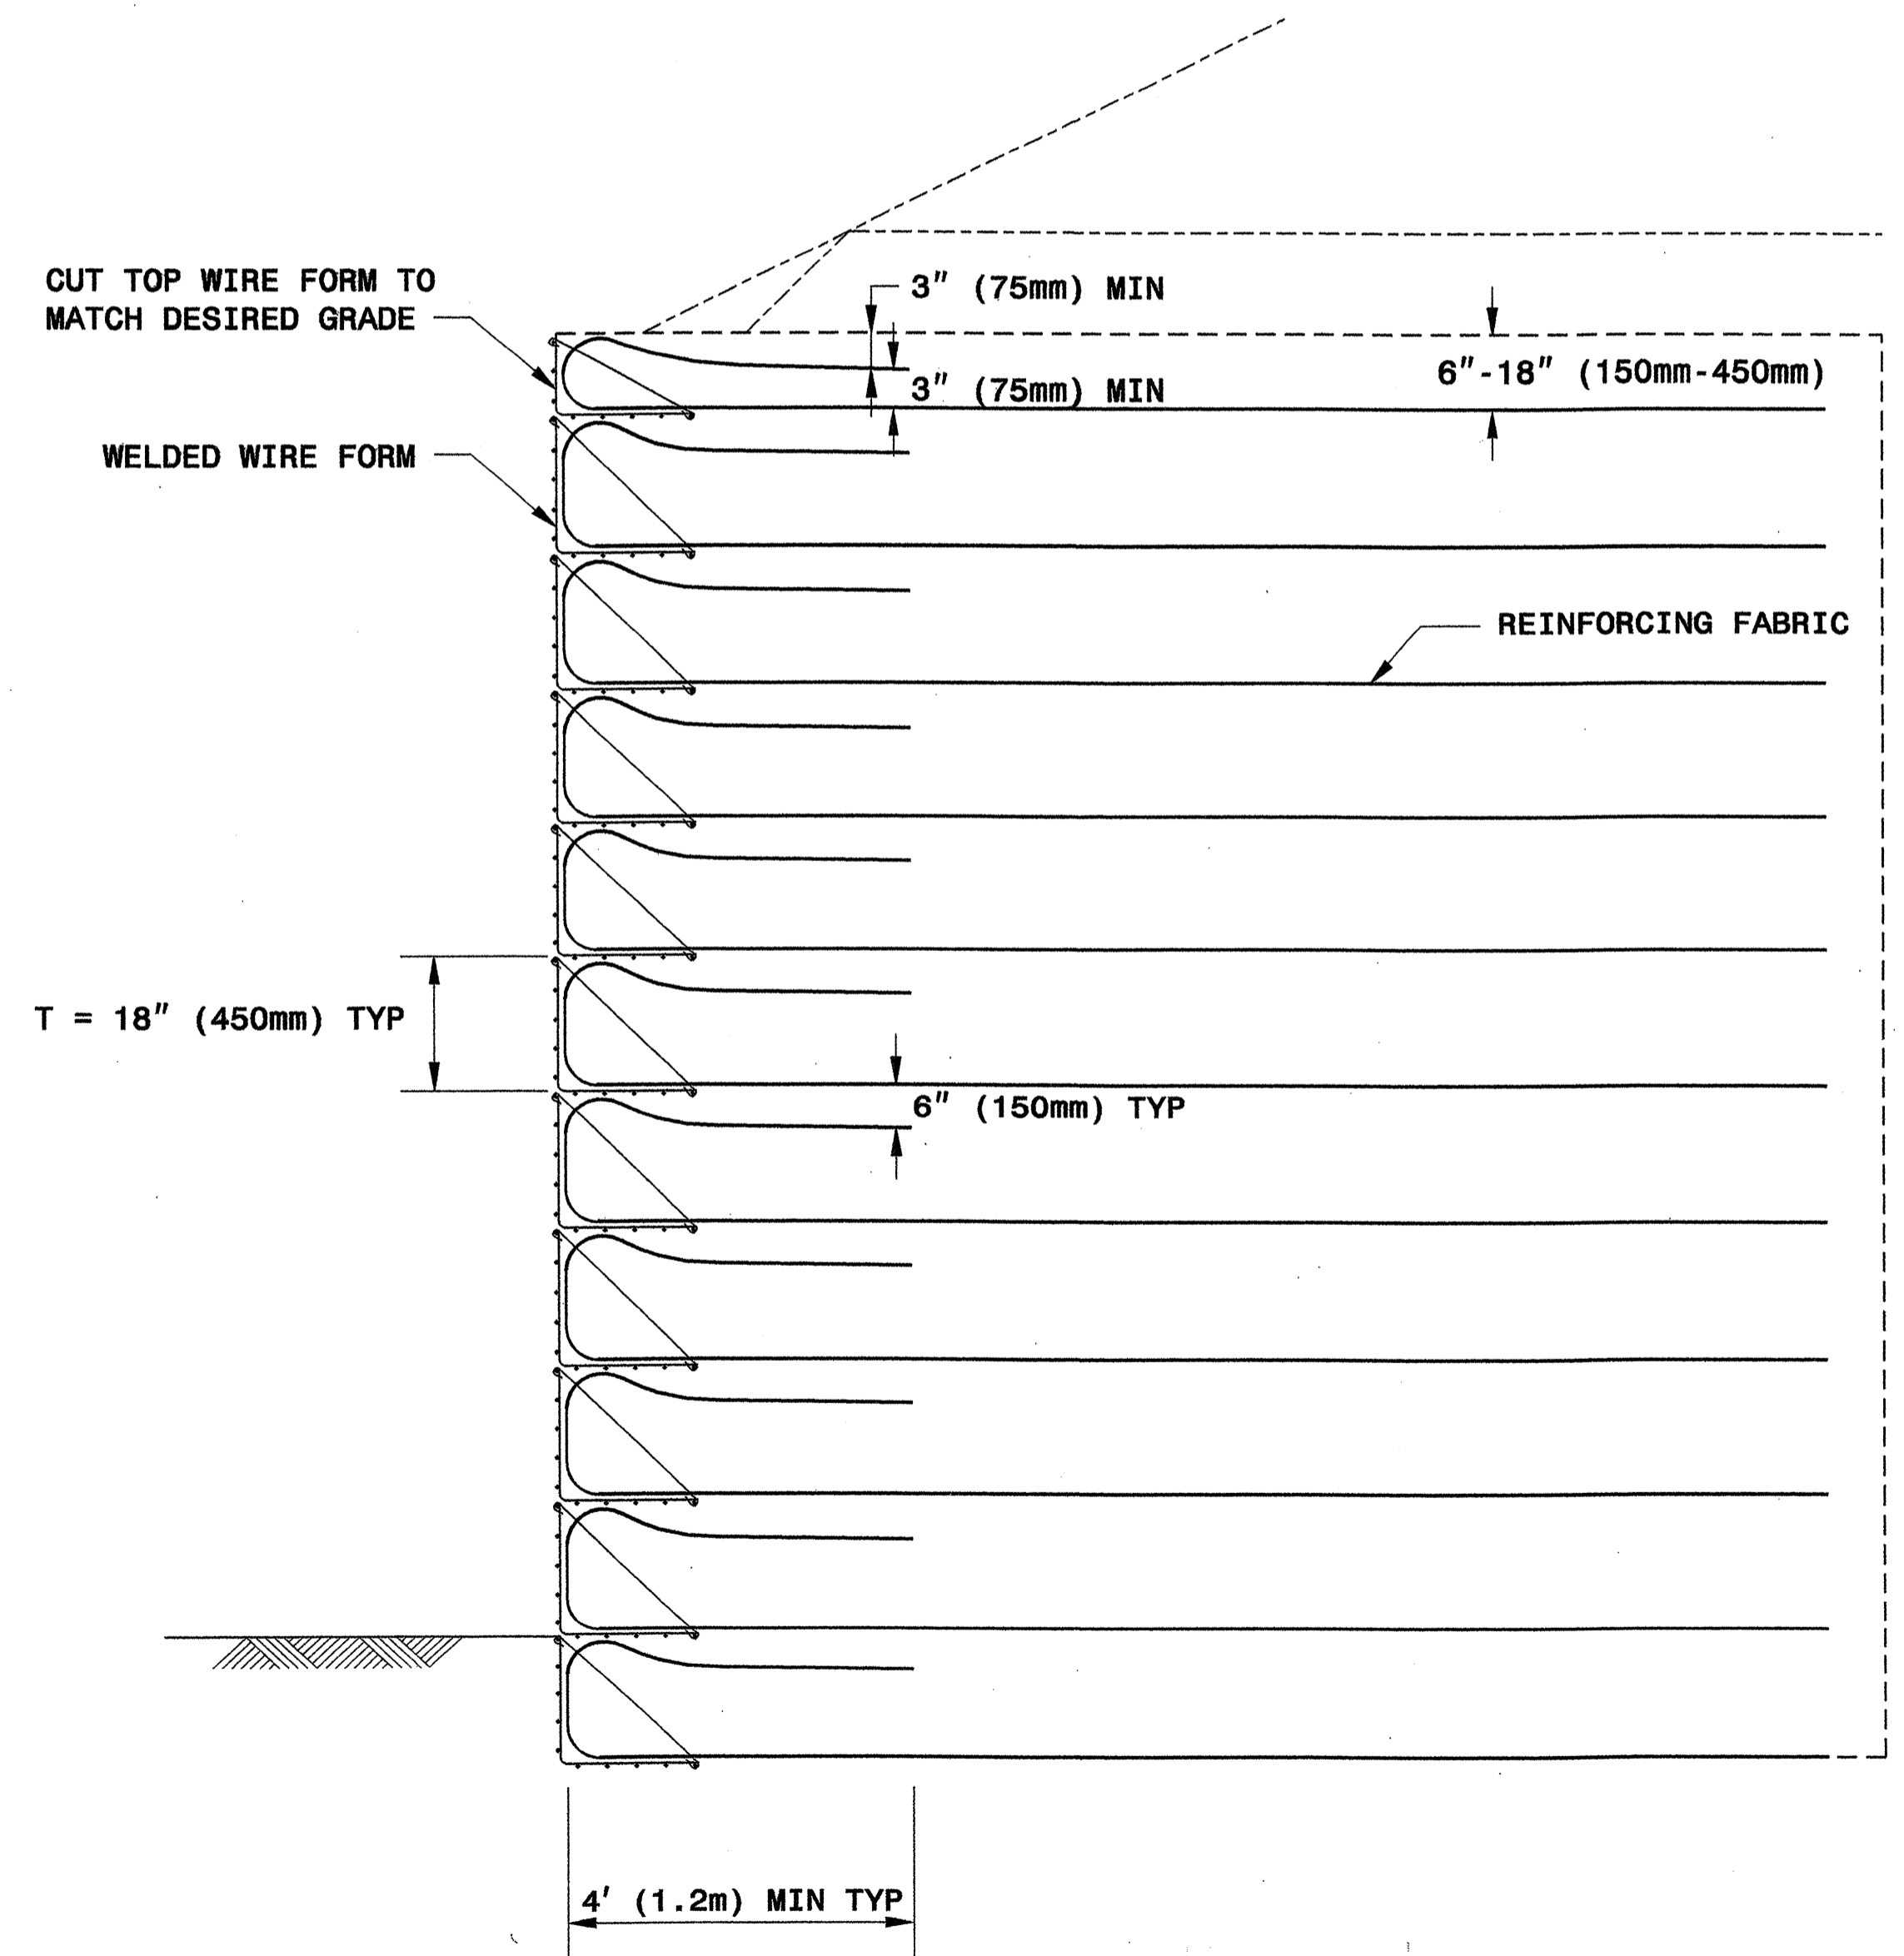 3" (75mm) MIN
CUT TOP WIRE FORM TO
MATCH DESIRED GRADE
6"-18" (150mm-450mm)
3" (75mm) MIN
WELDED WIRE FORM
REINFORCING FABRIC
T = 18" (450mm) TYP
6" (150mm) TYP
4' (1.2m) MIN TYP